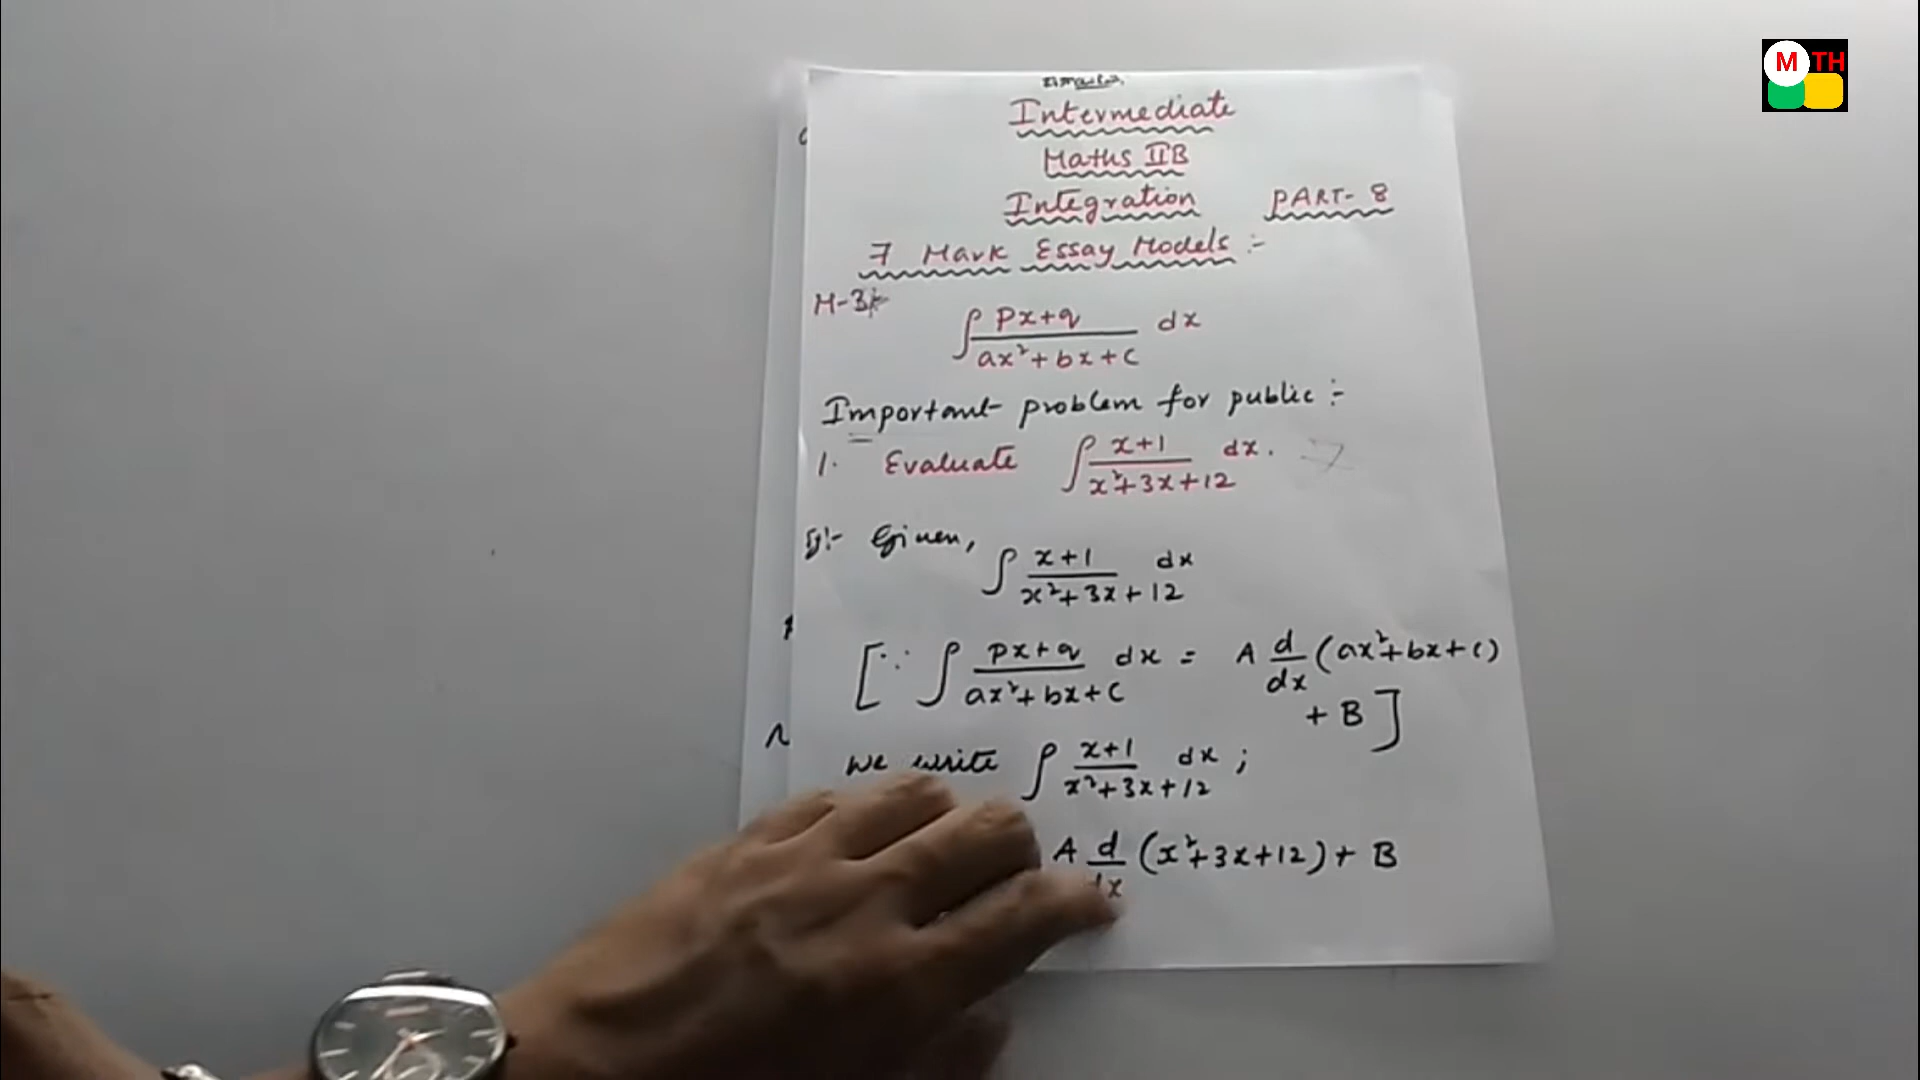 M TH
Intermediate
Maths IIB
Integration PART- 8
7 Mark Essay Models :-
M-3:-
∫ px+q / ax²+bx+c dx
Important problem for public :-
1. Evaluate ∫ x+1 / x²+3x+12 dx.
Given, ∫ x+1 / x²+3x+12 dx
[∵ ∫ px+q / ax²+bx+c dx = A d/dx (ax²+bx+c)
+ B]
we write ∫ x+1 / x²+3x+12 dx ;
A d/dx (x²+3x+12) + B